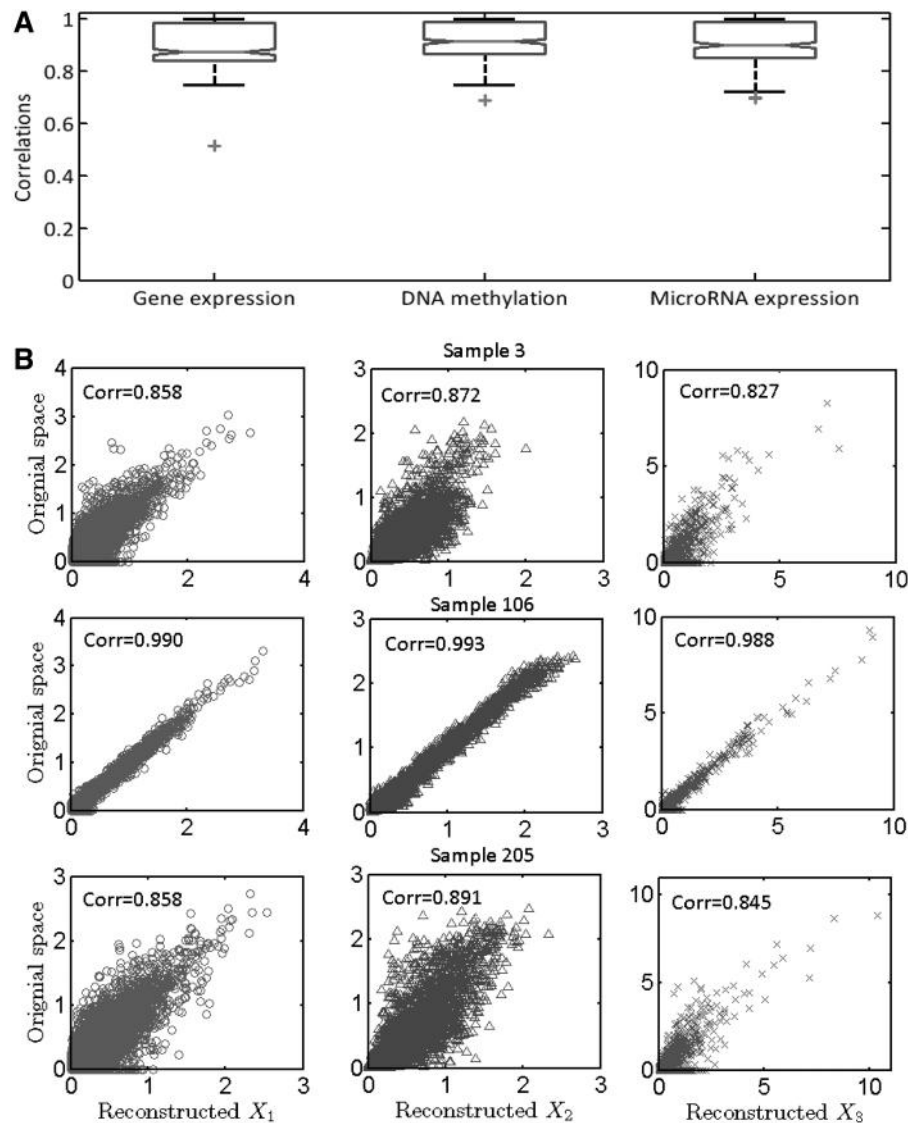 A
1
0.8
0.6
0.4
0.2
0
Correlations
Gene expression DNA methylation MicroRNA expression
B
Sample 3
4
3
2
1
0
Orignial space
Corr=0.858
0 2 4
3
2
1
0
Corr=0.872
0 1 2 3
10
5
0
Corr=0.827
0 5 10
Sample 106
4
3
2
1
0
Orignial space
Corr=0.990
0 2 4
3
2
1
0
Corr=0.993
0 1 2 3
10
5
0
Corr=0.988
0 5 10
Sample 205
3
2
1
0
Orignial space
Corr=0.858
0 1 2 3
Reconstructed X₁
3
2
1
0
Corr=0.891
0 1 2 3
Reconstructed X₂
10
5
0
Corr=0.845
0 5 10
Reconstructed X₃